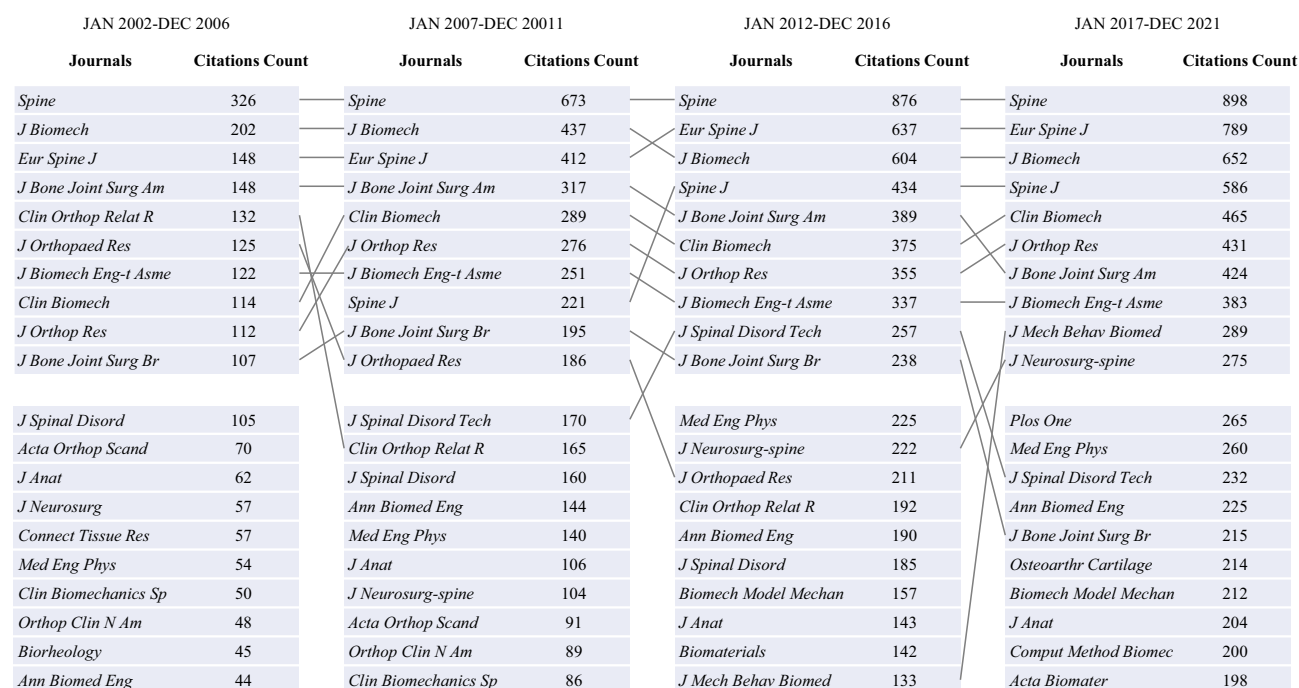 JAN 2002-DEC 2006 JAN 2007-DEC 20011 JAN 2012-DEC 2016 JAN 2017-DEC 2021
Journals Citations Count Journals Citations Count Journals Citations Count Journals Citations Count
Spine 326 Spine 673 Spine 876 Spine 898
J Biomech 202 J Biomech 437 Eur Spine J 637 Eur Spine J 789
Eur Spine J 148 Eur Spine J 412 J Biomech 604 J Biomech 652
J Bone Joint Surg Am 148 J Bone Joint Surg Am 317 Spine J 434 Spine J 586
Clin Orthop Relat R 132 Clin Biomech 289 J Bone Joint Surg Am 389 Clin Biomech 465
J Orthopaed Res 125 J Orthop Res 276 Clin Biomech 375 J Orthop Res 431
J Biomech Eng-t Asme 122 J Biomech Eng-t Asme 251 J Orthop Res 355 J Bone Joint Surg Am 424
Clin Biomech 114 Spine J 221 J Biomech Eng-t Asme 337 J Biomech Eng-t Asme 383
J Orthop Res 112 J Bone Joint Surg Br 195 J Spinal Disord Tech 257 J Mech Behav Biomed 289
J Bone Joint Surg Br 107 J Orthopaed Res 186 J Bone Joint Surg Br 238 J Neurosurg-spine 275
J Spinal Disord 105 J Spinal Disord Tech 170 Med Eng Phys 225 Plos One 265
Acta Orthop Scand 70 Clin Orthop Relat R 165 J Neurosurg-spine 222 Med Eng Phys 260
J Anat 62 J Spinal Disord 160 J Orthopaed Res 211 J Spinal Disord Tech 232
J Neurosurg 57 Ann Biomed Eng 144 Clin Orthop Relat R 192 Ann Biomed Eng 225
Connect Tissue Res 57 Med Eng Phys 140 Ann Biomed Eng 190 J Bone Joint Surg Br 215
Med Eng Phys 54 J Anat 106 J Spinal Disord 185 Osteoarthr Cartilage 214
Clin Biomechanics Sp 50 J Neurosurg-spine 104 Biomech Model Mechan 157 Biomech Model Mechan 212
Orthop Clin N Am 48 Acta Orthop Scand 91 J Anat 143 J Anat 204
Biorheology 45 Orthop Clin N Am 89 Biomaterials 142 Comput Method Biomec 200
Ann Biomed Eng 44 Clin Biomechanics Sp 86 J Mech Behav Biomed 133 Acta Biomater 198